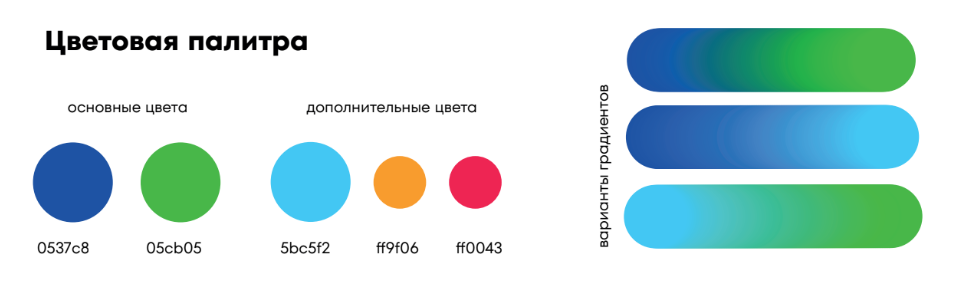 Цветовая палитра
основные цвета
дополнительные цвета
0537c8
05cb05
5bc5f2
ff9f06
ff0043
варианты градиентов